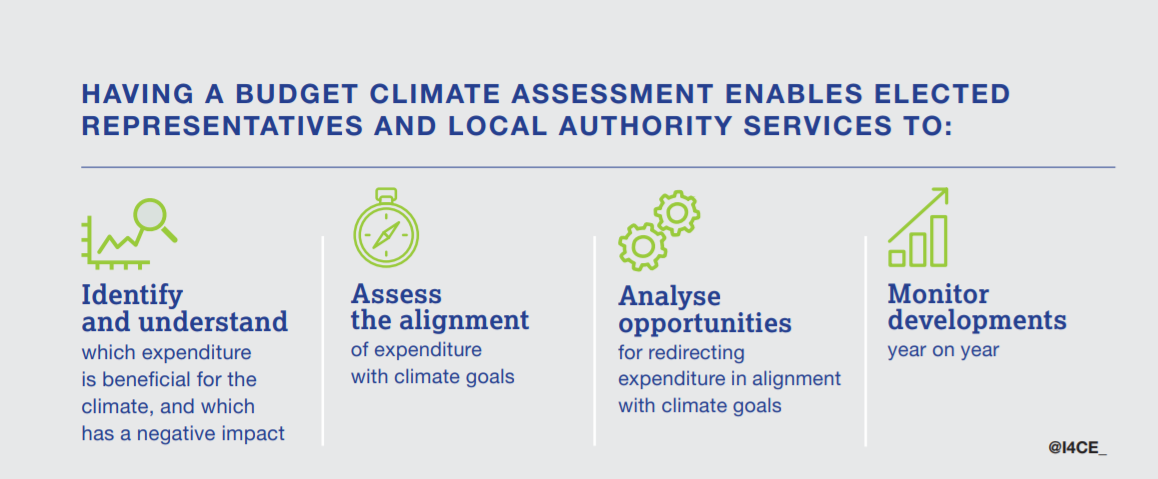 HAVING A BUDGET CLIMATE ASSESSMENT ENABLES ELECTED
REPRESENTATIVES AND LOCAL AUTHORITY SERVICES TO:
Identify
and understand
which expenditure
is beneficial for the
climate, and which
has a negative impact
Assess
the alignment
of expenditure
with climate goals
Analyse
opportunities
for redirecting
expenditure in alignment
with climate goals
Monitor
developments
year on year
@I4CE_